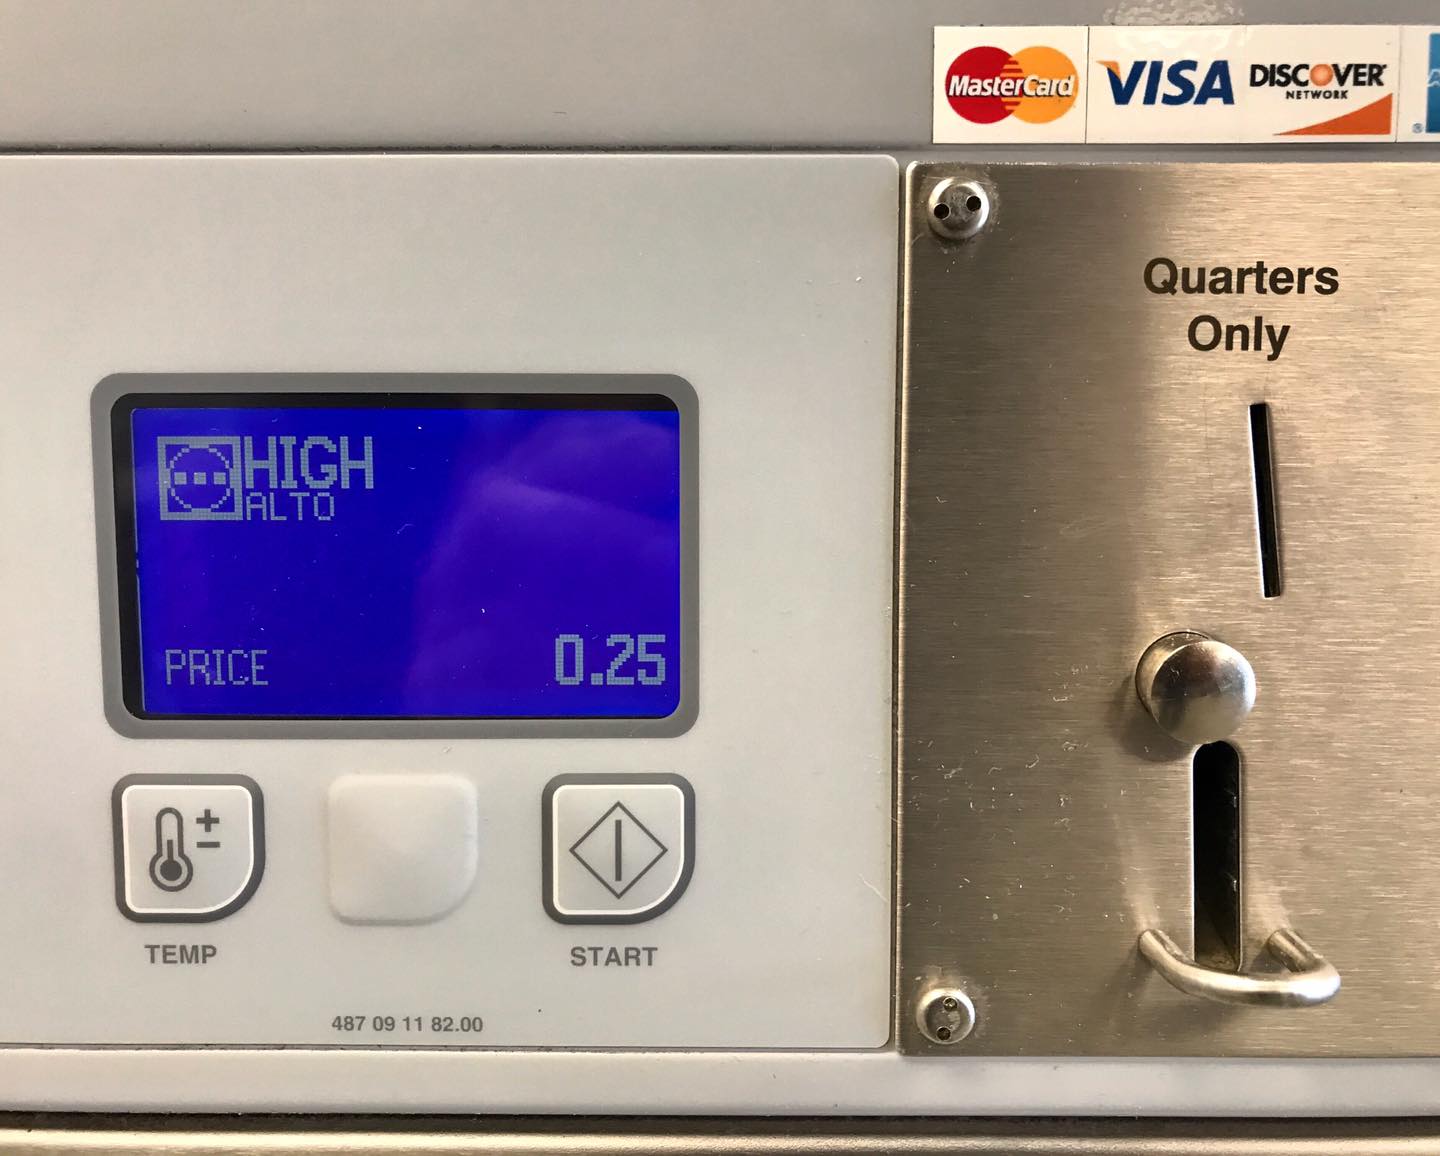 MasterCard
VISA
DISCOVER
NETWORK
Quarters
Only
HIGH
ALTO
PRICE 0.25
TEMP
START
487 09 11 82.00